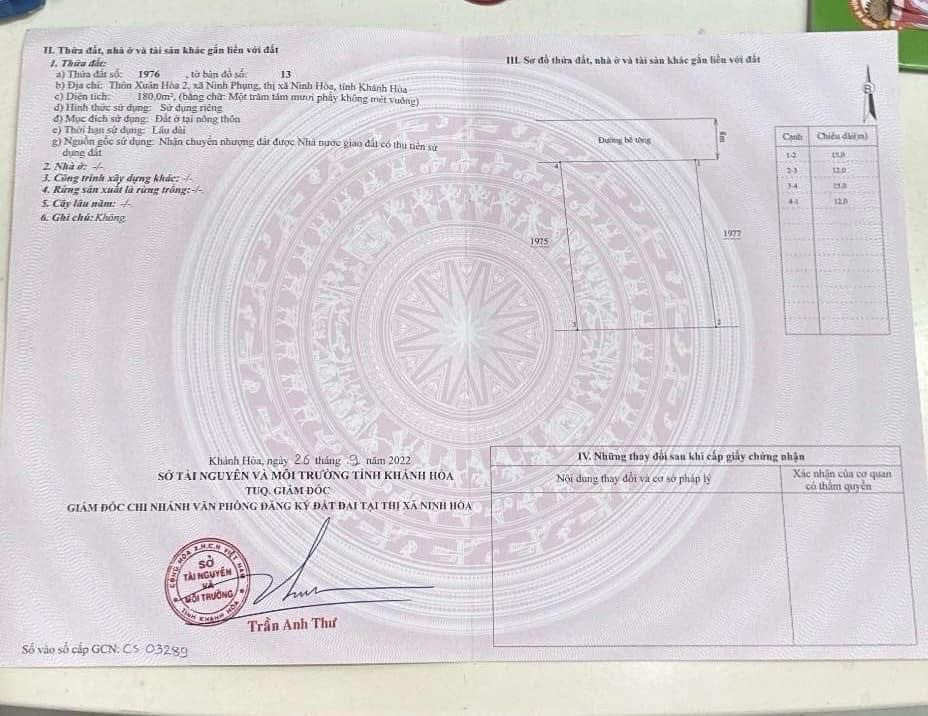 II. Thửa đất, nhà ở và tài sản khác gắn liền với đất
1. Thửa đất:
a) Thửa đất số: 1976 , tờ bản đồ số: 13
b) Địa chỉ: Thôn Xuân Hòa 2, xã Ninh Phụng, thị xã Ninh Hòa, tỉnh Khánh Hòa
c) Diện tích: 180,0m², (bằng chữ: Một trăm tám mươi phẩy không mét vuông)
d) Hình thức sử dụng: Sử dụng riêng
đ) Mục đích sử dụng: Đất ở tại nông thôn
e) Thời hạn sử dụng: Lâu dài
g) Nguồn gốc sử dụng: Nhận chuyển nhượng đất được Nhà nước giao đất có thu tiền sử
dụng đất
2. Nhà ở: -/-
3. Công trình xây dựng khác: -/-
4. Rừng sản xuất là rừng trồng: -/-
5. Cây lâu năm: -/-
6. Ghi chú: Không
Khánh Hòa, ngày 26 tháng 9 năm 2022
SỞ TÀI NGUYÊN VÀ MÔI TRƯỜNG TỈNH KHÁNH HÒA
TUQ. GIÁM ĐỐC
GIÁM ĐỐC CHI NHÁNH VĂN PHÒNG ĐĂNG KÝ ĐẤT ĐAI TẠI THỊ XÃ NINH HÒA
CỘNG HÒA X.H.C.N VIỆT NAM
SỞ
TÀI NGUYÊN
VÀ
MÔI TRƯỜNG
TỈNH KHÁNH HÒA
Trần Anh Thư
Số vào sổ cấp GCN: CS 03289
III. Sơ đồ thửa đất, nhà ở và tài sản khác gắn liền với đất
B
Đường bê tông
4
1
1975
1977
3
2
Cạnh Chiều dài(m)
1-2 15.0
2-3 12.0
3-4 15.0
4-1 12.0
IV. Những thay đổi sau khi cấp giấy chứng nhận
Nội dung thay đổi và cơ sở pháp lý
Xác nhận của cơ quan
có thẩm quyền